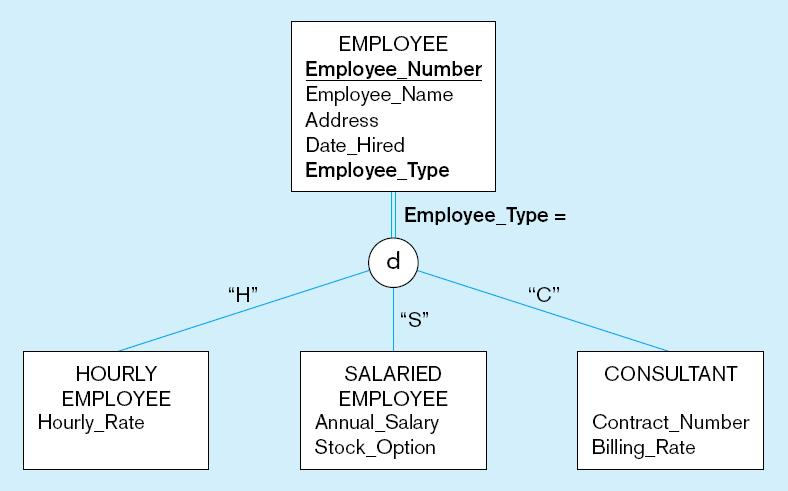 EMPLOYEE
Employee_Number
Employee_Name
Address
Date_Hired
Employee_Type
Employee_Type =
d
“H”
“S”
“C”
HOURLY
EMPLOYEE
Hourly_Rate
SALARIED
EMPLOYEE
Annual_Salary
Stock_Option
CONSULTANT
Contract_Number
Billing_Rate